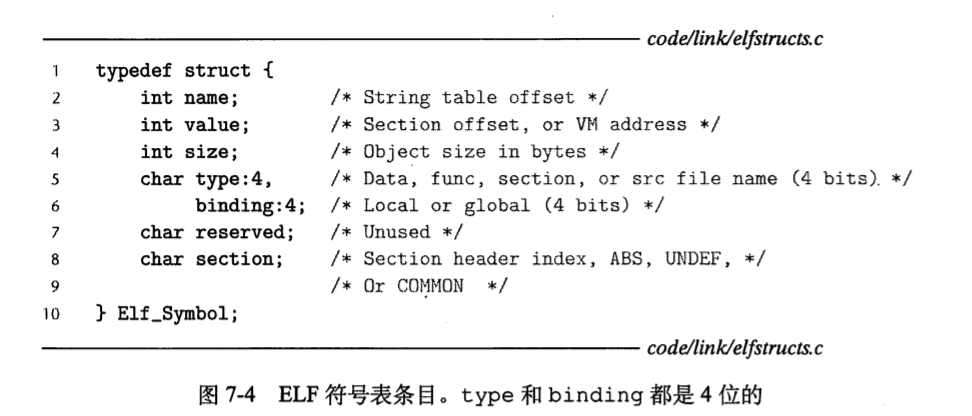 code/link/elfstructs.c
1 typedef struct {
2 int name; /* String table offset */
3 int value; /* Section offset, or VM address */
4 int size; /* Object size in bytes */
5 char type:4, /* Data, func, section, or src file name (4 bits). */
6 binding:4; /* Local or global (4 bits) */
7 char reserved; /* Unused */
8 char section; /* Section header index, ABS, UNDEF, */
9 /* Or COMMON */
10 } Elf_Symbol;
code/link/elfstructs.c
图 7-4 ELF 符号表条目。type 和 binding 都是 4 位的